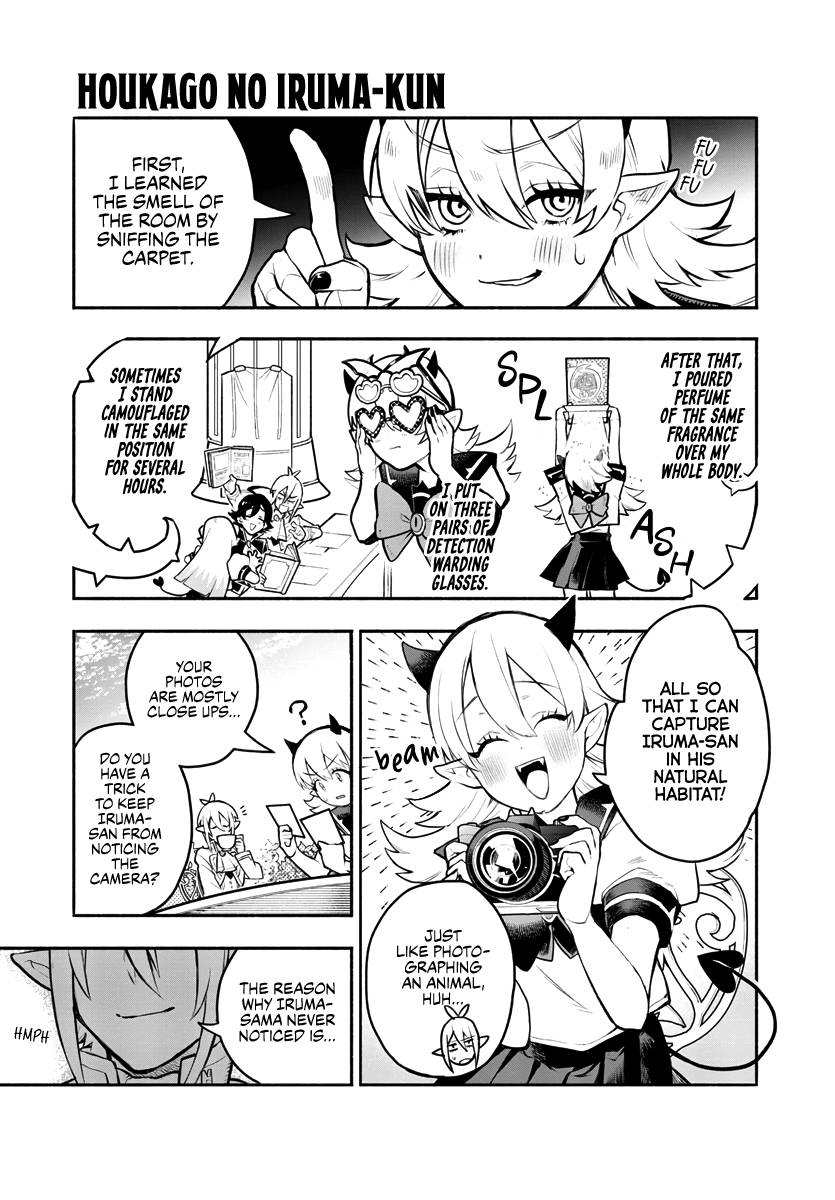 HOUKAGO NO IRUMA-KUN
FU
FU
FU
FIRST,
I LEARNED
THE SMELL
OF THE
ROOM BY
SNIFFING THE
CARPET.
AFTER THAT,
I POURED
PERFUME
OF THE SAME
FRAGRANCE
OVER MY
WHOLE BODY.
SPL
ASH
I PUT
ON THREE
PAIRS OF
DETECTION
WARDING
GLASSES.
SOMETIMES
I STAND
CAMOUFLAGED
IN THE SAME
POSITION
FOR SEVERAL
HOURS.
ALL SO
THAT I CAN
CAPTURE
IRUMA-SAN
IN HIS
NATURAL
HABITAT!
beam
JUST
LIKE PHOTO-
GRAPHING
AN ANIMAL,
HUH...
YOUR
PHOTOS
ARE MOSTLY
CLOSE UPS...
?
DO YOU
HAVE A
TRICK
TO KEEP
IRUMA-
SAN FROM
NOTICING
THE
CAMERA?
THE REASON
WHY IRUMA-
SAMA NEVER
NOTICED IS...
HMPH